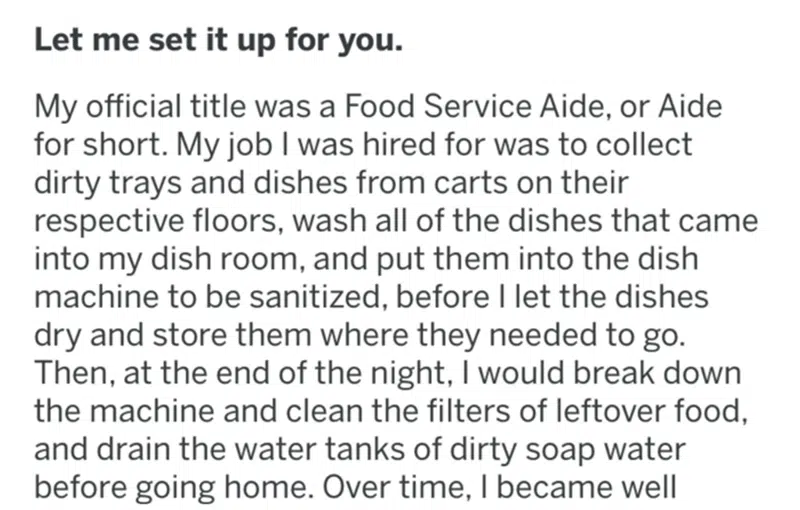 Let me set it up for you.
My official title was a Food Service Aide, or Aide
for short. My job I was hired for was to collect
dirty trays and dishes from carts on their
respective floors, wash all of the dishes that came
into my dish room, and put them into the dish
machine to be sanitized, before I let the dishes
dry and store them where they needed to go.
Then, at the end of the night, I would break down
the machine and clean the filters of leftover food,
and drain the water tanks of dirty soap water
before going home. Over time, I became well